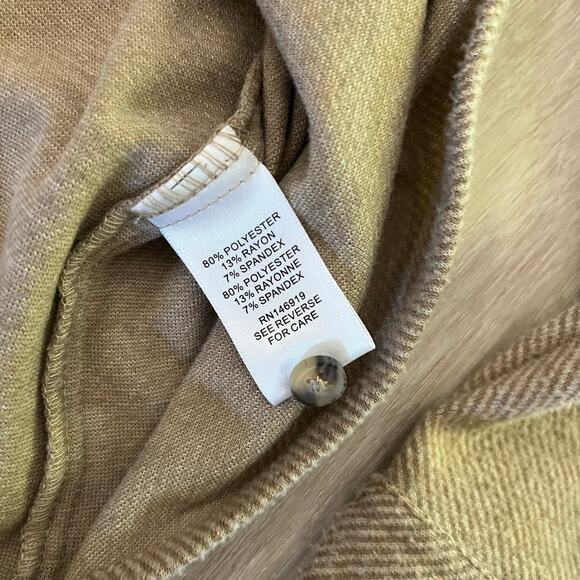 80% POLYESTER
13% RAYON
7% SPANDEX
80% POLYESTER
13% RAYONNE
7% SPANDEX
RN146919
SEE REVERSE
FOR CARE